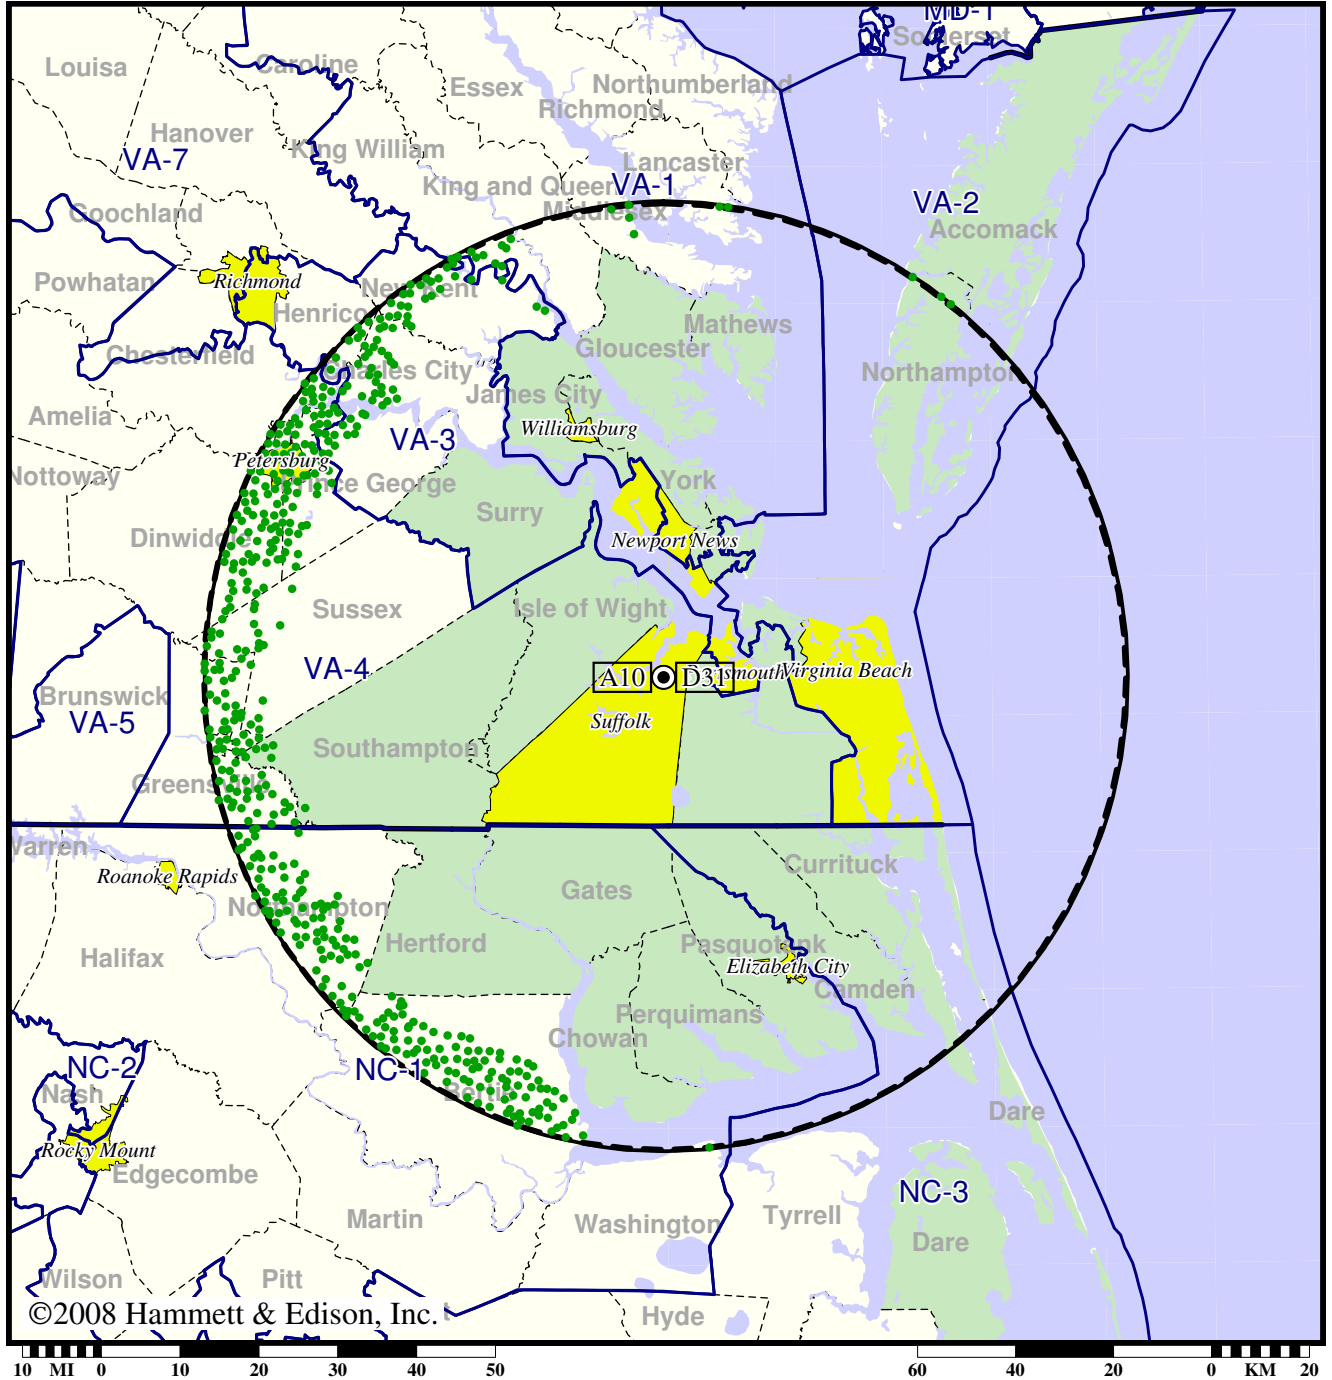 MD-1
Somerset
Louisa
Caroline
Northumberland
Essex
Richmond
Hanover
VA-7
King William
Lancaster
King and Queen
VA-1
Middlesex
VA-2
Goochland
Accomack
Powhatan
Richmond
New Kent
Henrico
Mathews
Gloucester
Chesterfield
Charles City
Northampton
James City
Amelia
Williamsburg
VA-3
Petersburg
Nottoway
Prince George
York
Surry
Dinwiddie
Newport News
Sussex
Isle of Wight
VA-4
A10
D31
smouth
Virginia Beach
Brunswick
VA-5
Suffolk
Southampton
Greensville
Warren
Currituck
Roanoke Rapids
Gates
Northampton
Hertford
Pasquotank
Halifax
Elizabeth City
Camden
Perquimans
Chowan
NC-2
NC-1
Nash
Bertie
Dare
Rocky Mount
Edgecombe
NC-3
Martin
Washington
Tyrrell
Dare
Wilson
Pitt
Hyde
©2008 Hammett & Edison, Inc.
10 MI 0 10 20 30 40 50
60 40 20 0 KM 20